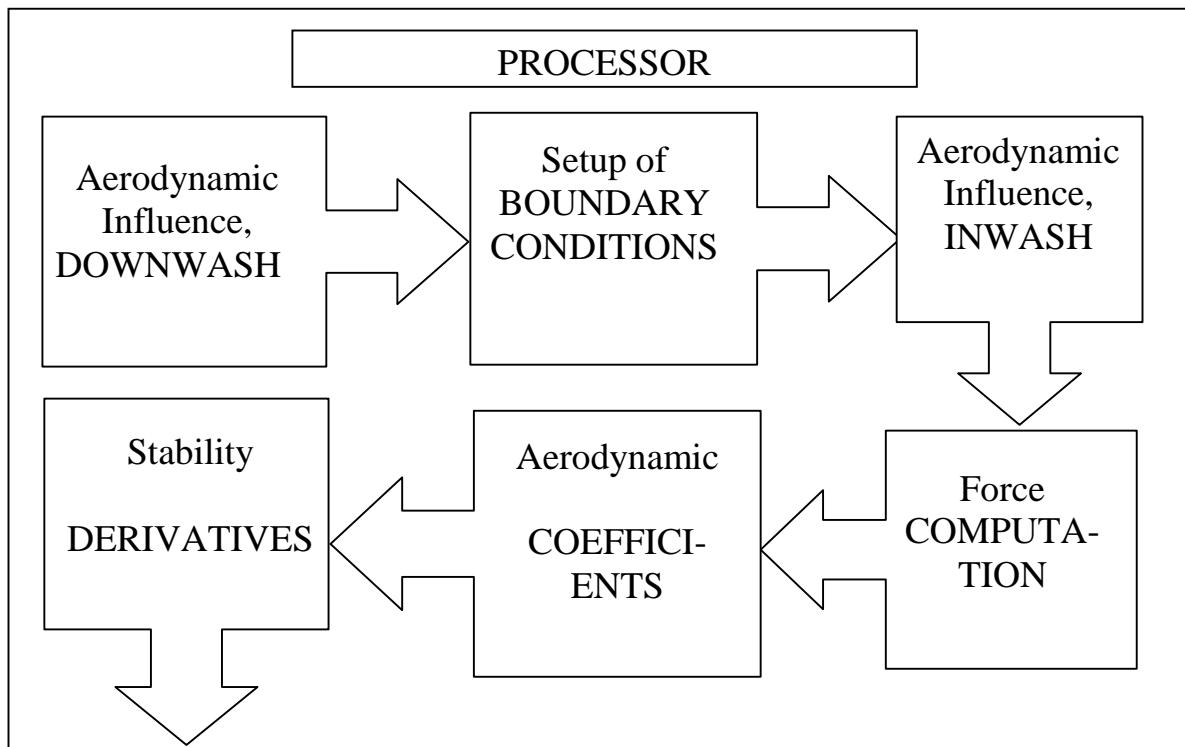 PROCESSOR
Aerodynamic
Influence,
DOWNWASH
Setup of
BOUNDARY
CONDITIONS
Aerodynamic
Influence,
INWASH
Force
COMPUTA-
TION
Aerodynamic
COEFFICI-
ENTS
Stability
DERIVATIVES